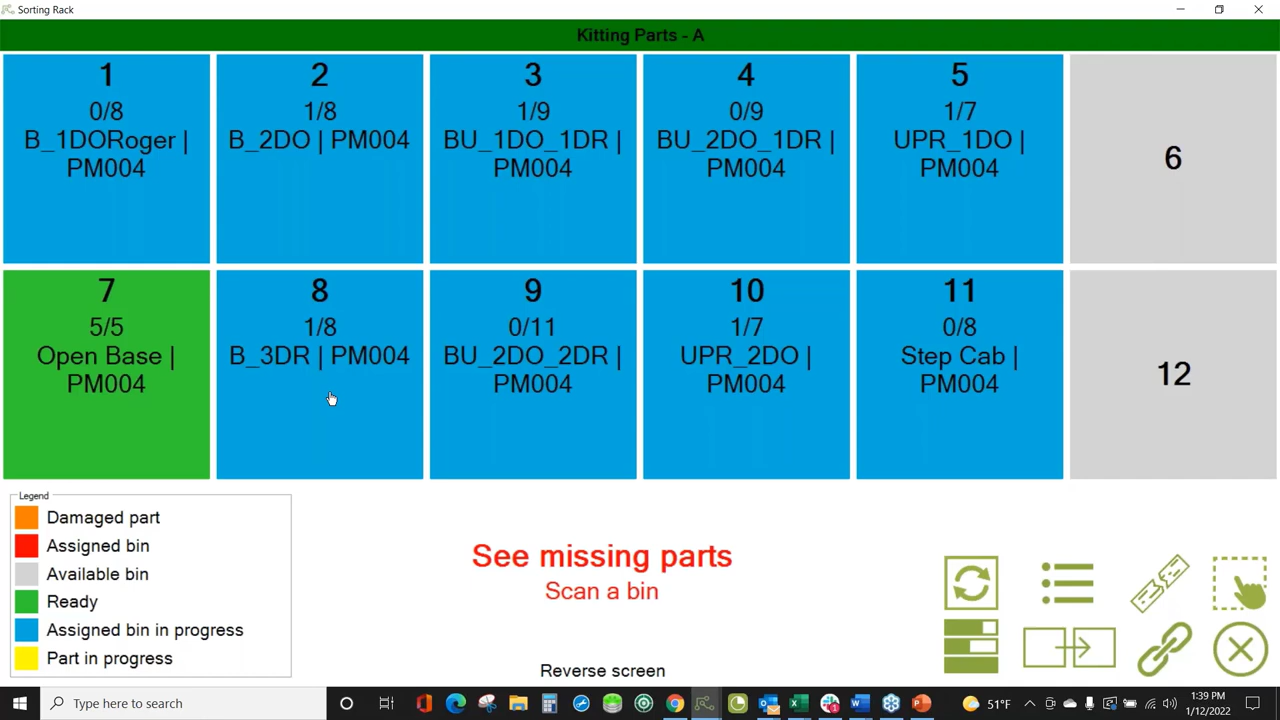 Sorting Rack
Kitting Parts - A
1
0/8
B_1DORoger |
PM004
2
1/8
B_2DO | PM004
3
1/9
BU_1DO_1DR |
PM004
4
0/9
BU_2DO_1DR |
PM004
5
1/7
UPR_1DO |
PM004
6
7
5/5
Open Base |
PM004
8
1/8
B_3DR | PM004
9
0/11
BU_2DO_2DR |
PM004
10
1/7
UPR_2DO |
PM004
11
0/8
Step Cab |
PM004
12
Legend
Damaged part
Assigned bin
Available bin
Ready
Assigned bin in progress
Part in progress
See missing parts
Scan a bin
Reverse screen
Type here to search
51°F
1:39 PM
1/12/2022